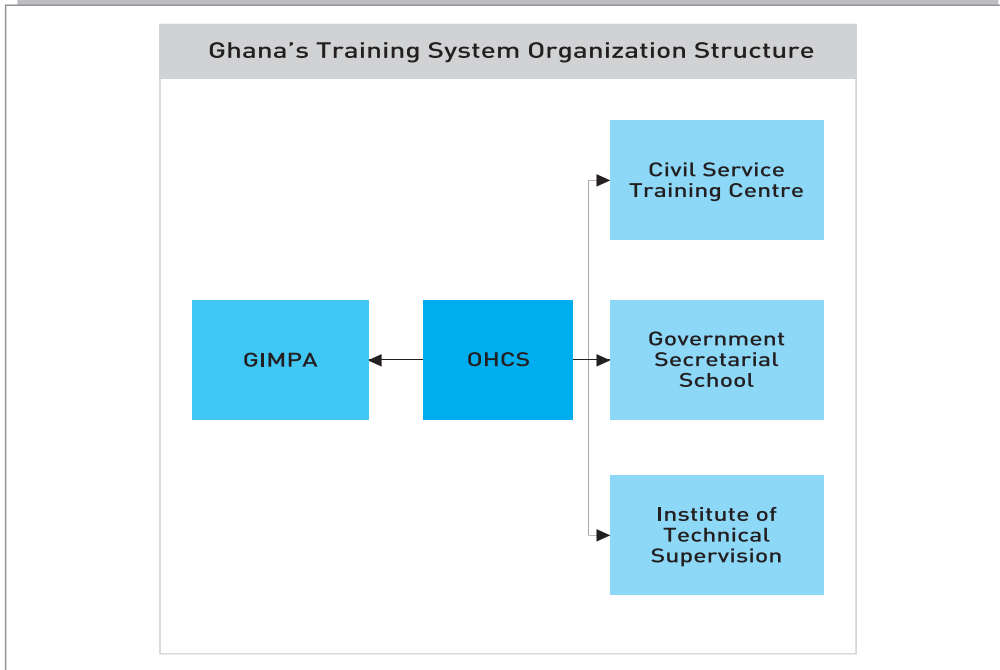 Ghana’s Training System Organization Structure
Civil Service
Training Centre
GIMPA
OHCS
Government
Secretarial
School
Institute of
Technical
Supervision